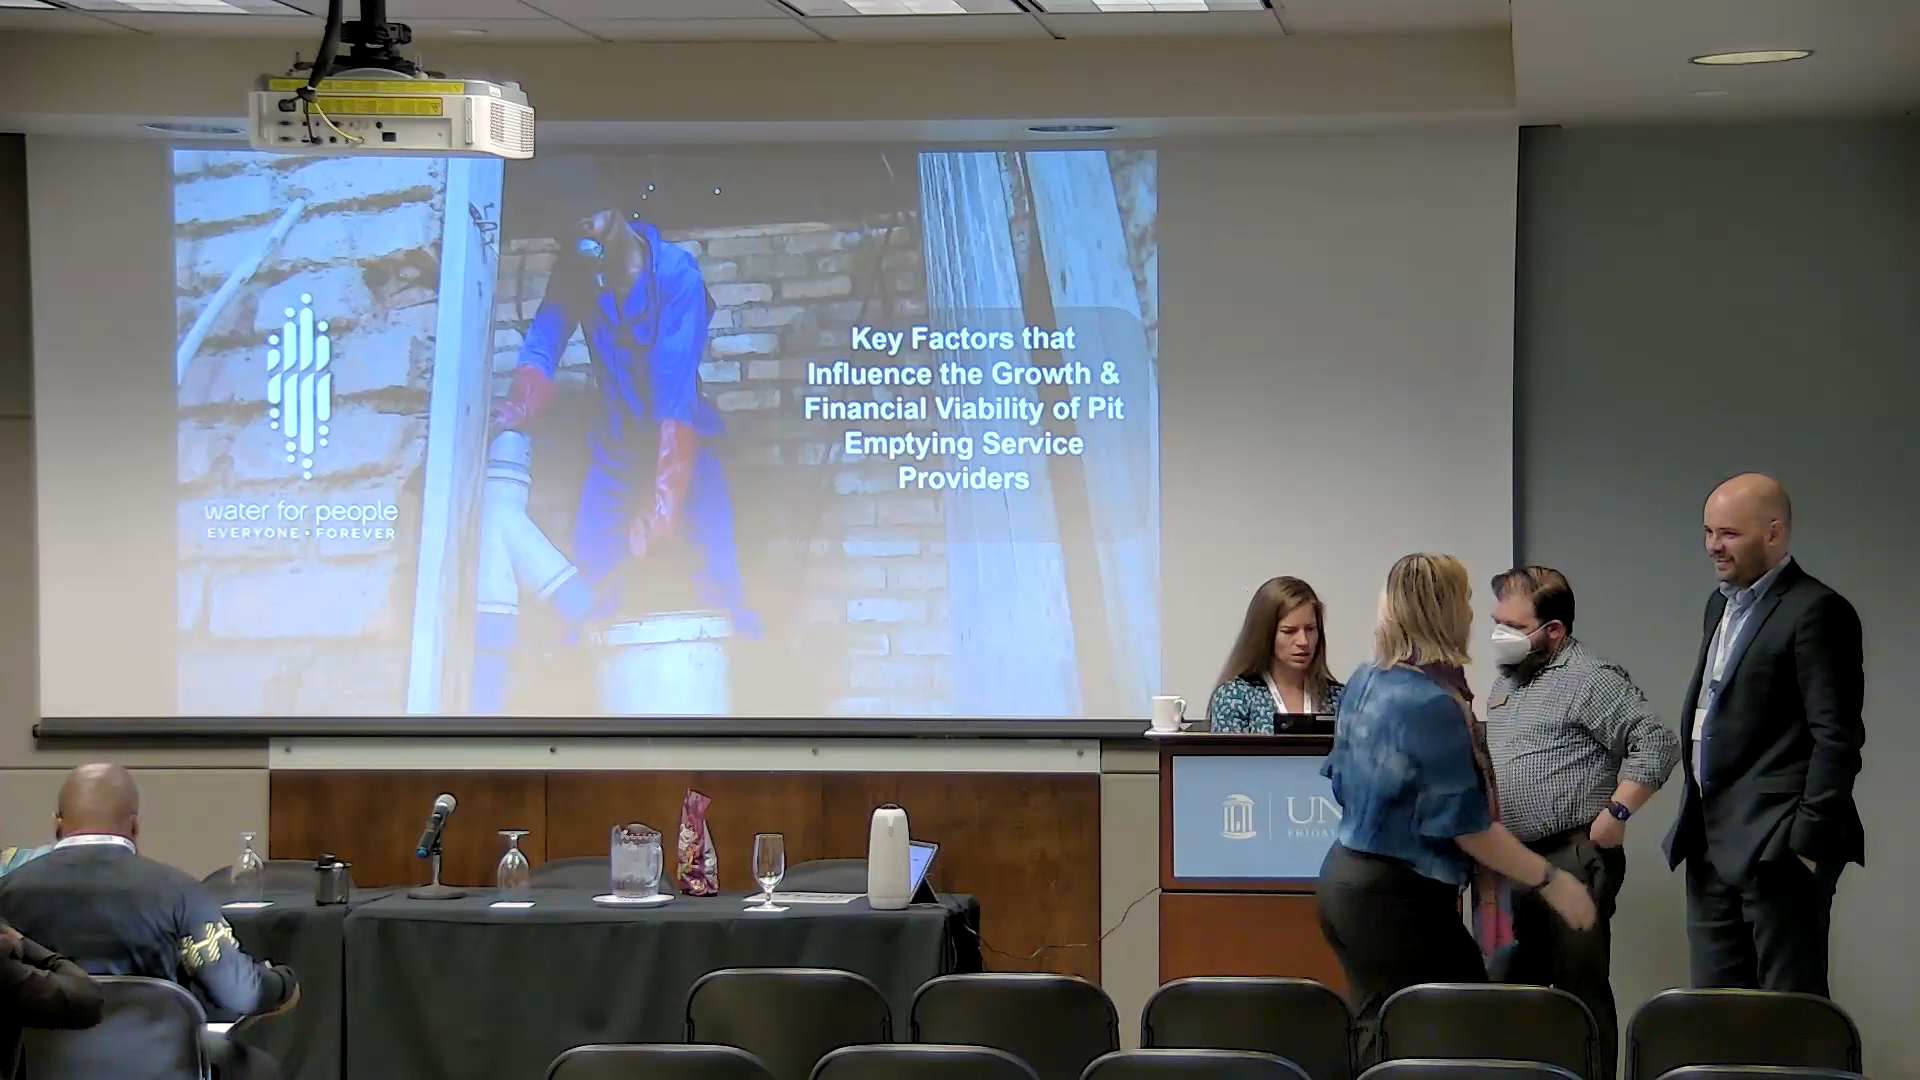 Key Factors that
Influence the Growth &
Financial Viability of Pit
Emptying Service
Providers
water for people
EVERYONE • FOREVER
UN
FRIDA